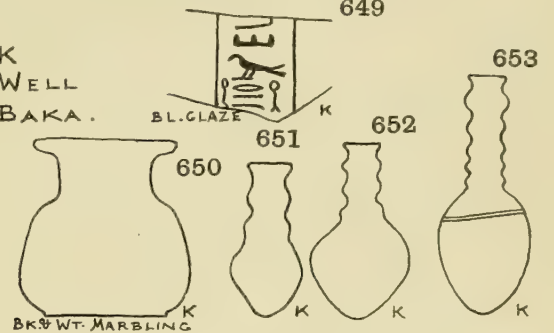 649
K
WELL
BAKA.
BL. GLAZE
K
650
651
652
653
K
K
K
K
BK. & WT. MARBLING